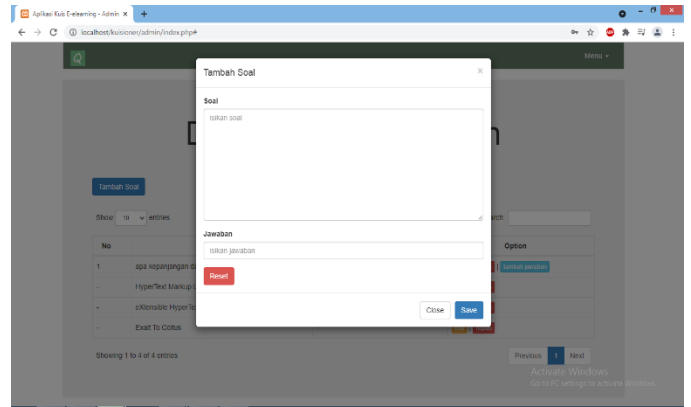 Aplikasi Kuis E-elearning - Admin
localhost/kuisioner/admin/index.php#
Q
Menu
Tambah Soal
Soal
isikan soal
D
n
Tambah Soal
Show 10 entries
arch:
Jawaban
isikan jawaban
No
Option
1
apa kepanjangan da
tambah jawaban
Reset
--
HyperText Markup L
--
eXtensible HyperTe
--
Exalt To Coitus
Close
Save
Showing 1 to 4 of 4 entries
Previous 1 Next
Activate Windows
Go to PC settings to activate Windows.